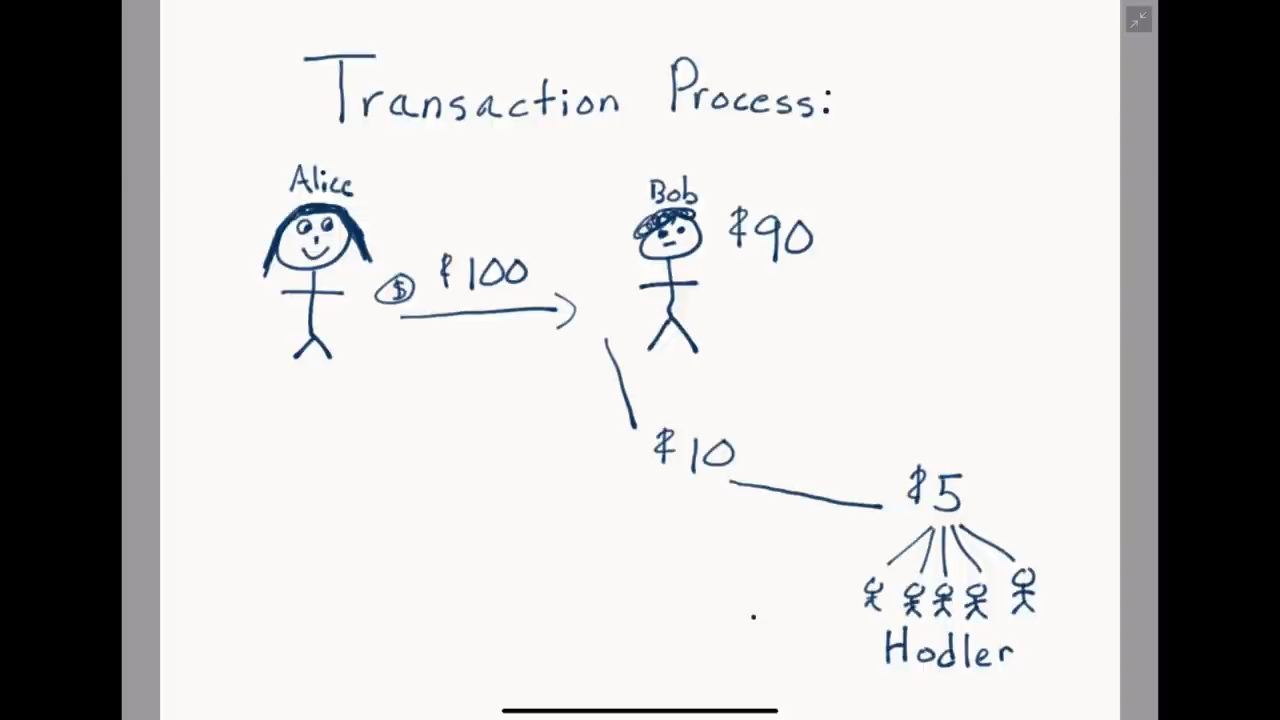 Transaction Process:
Alice
Bob
$90
$ $100
$10
$5
Hodler